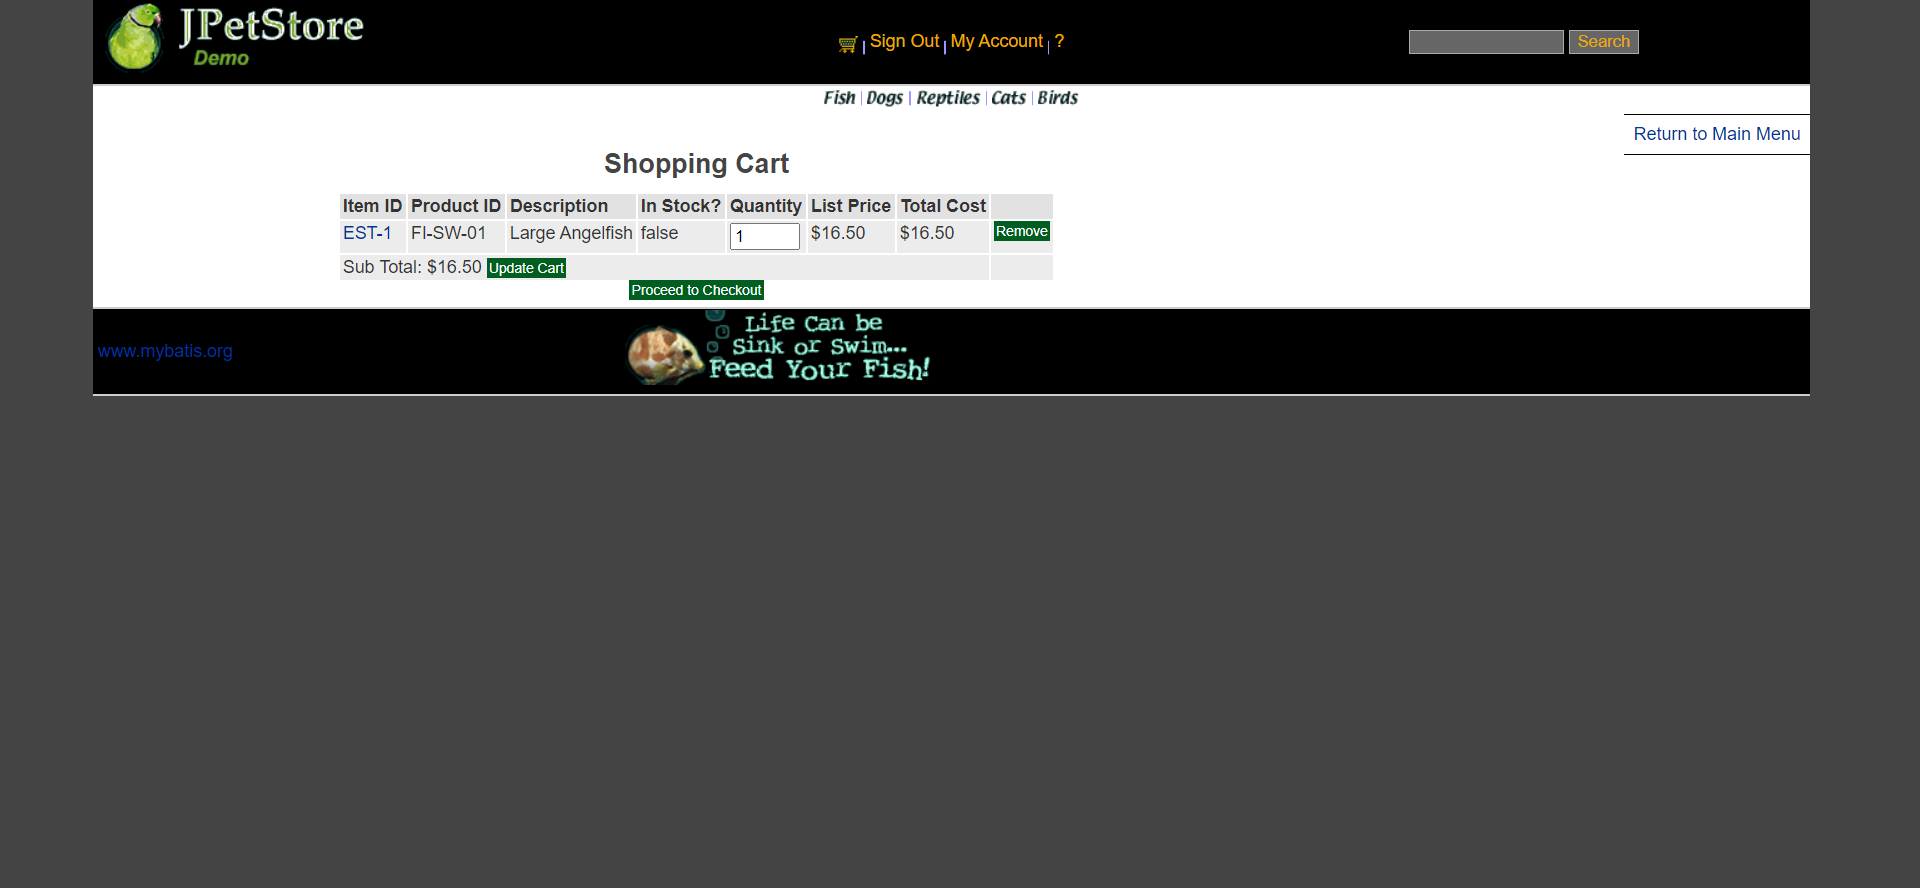 JPetStore
Demo
Sign Out | My Account | ?
Search
Fish | Dogs | Reptiles | Cats | Birds
Return to Main Menu
Shopping Cart
Item ID Product ID Description In Stock? Quantity List Price Total Cost
EST-1 FI-SW-01 Large Angelfish false 1 $16.50 $16.50 Remove
Sub Total: $16.50 Update Cart
Proceed to Checkout
www.mybatis.org
Life Can be
Sink or Swim...
Feed Your Fish!